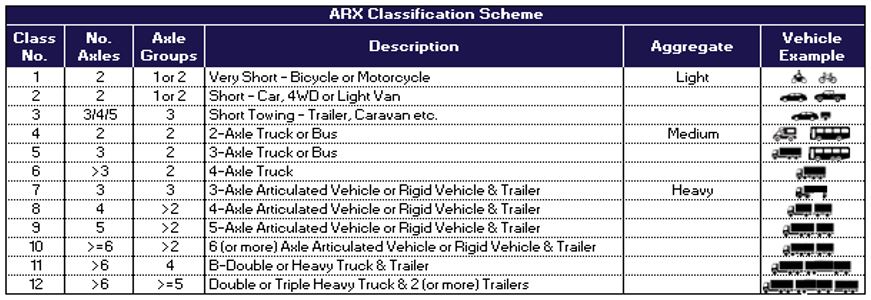 ARX Classification Scheme
Class No. No. Axles Axle Groups Description Aggregate Vehicle Example
1 2 1 or 2 Very Short - Bicycle or Motorcycle Light
2 2 1 or 2 Short - Car, 4WD or Light Van
3 3/4/5 3 Short Towing - Trailer, Caravan etc.
4 2 2 2-Axle Truck or Bus Medium
5 3 2 3-Axle Truck or Bus
6 >3 2 4-Axle Truck
7 3 3 3-Axle Articulated Vehicle or Rigid Vehicle & Trailer Heavy
8 4 >2 4-Axle Articulated Vehicle or Rigid Vehicle & Trailer
9 5 >2 5-Axle Articulated Vehicle or Rigid Vehicle & Trailer
10 >=6 >2 6 (or more) Axle Articulated Vehicle or Rigid Vehicle & Trailer
11 >6 4 B-Double or Heavy Truck & Trailer
12 >6 >=5 Double or Triple Heavy Truck & 2 (or more) Trailers